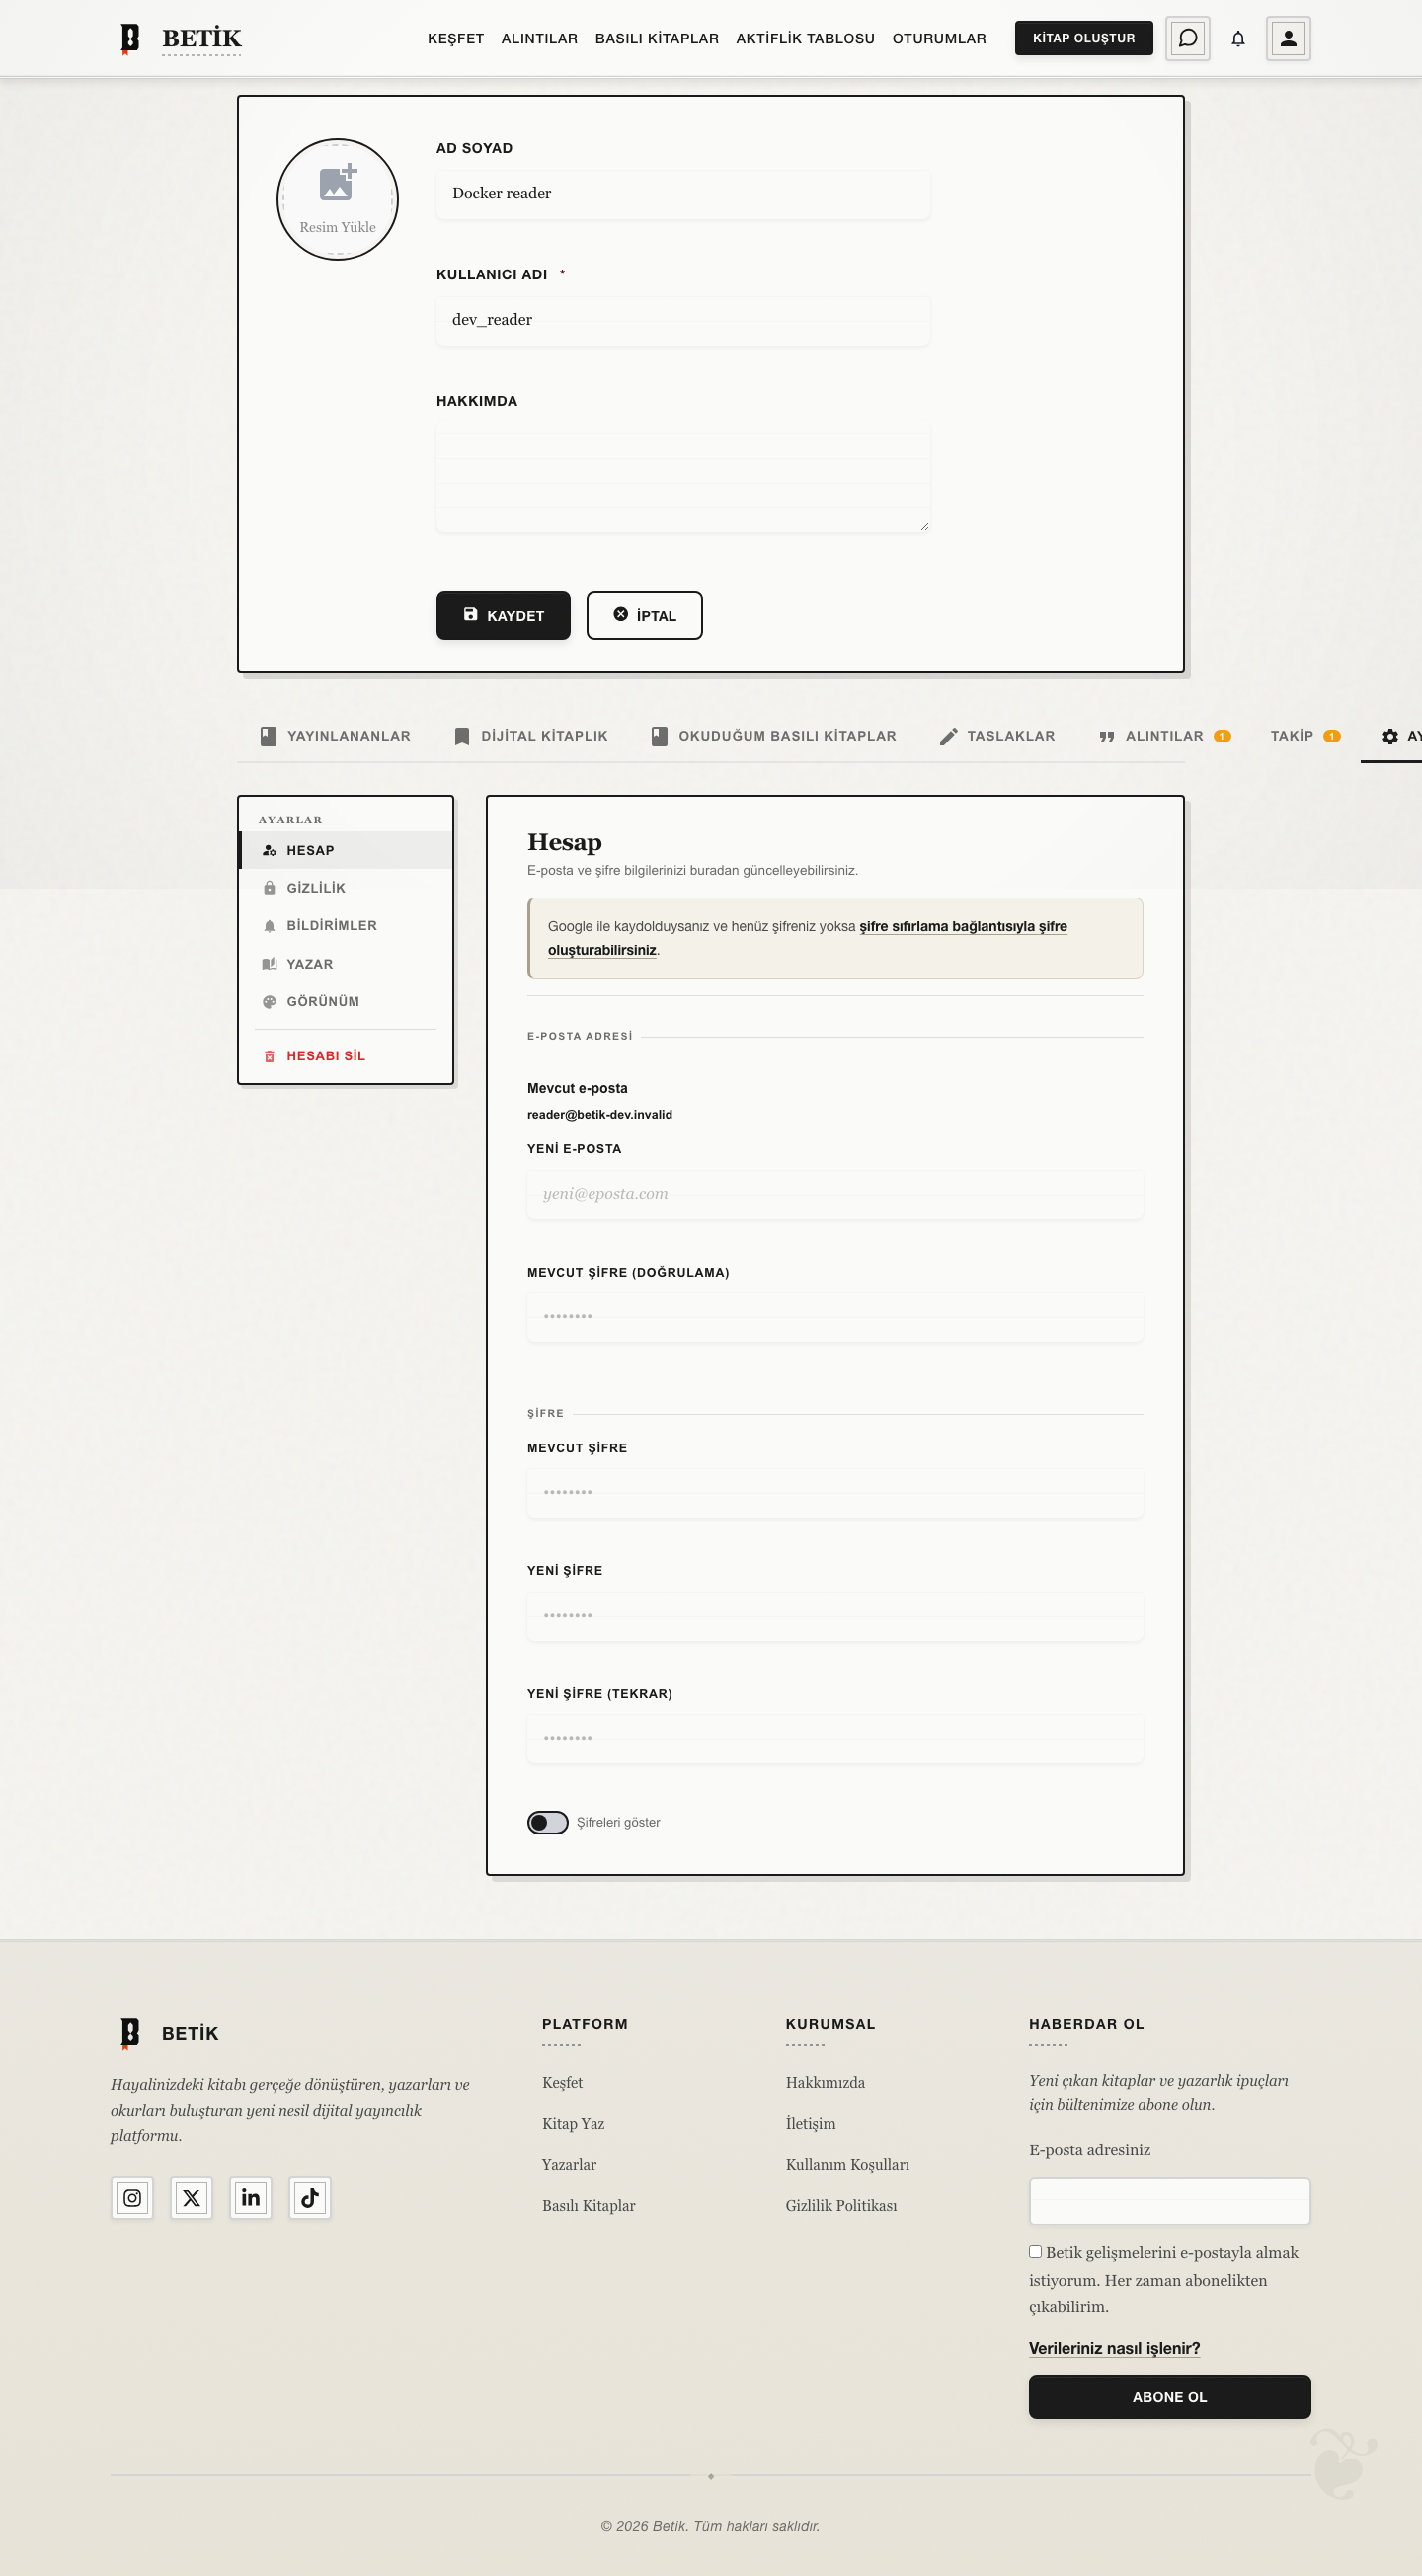 BETİK
KEŞFET ALINTILAR BASILI KİTAPLAR AKTİFLİK TABLOSU OTURUMLAR KİTAP OLUŞTUR
Resim Yükle
AD SOYAD
Docker reader
KULLANICI ADI *
dev_reader
HAKKIMDA
KAYDET İPTAL
YAYINLANANLAR DİJİTAL KİTAPLIK OKUDUĞUM BASILI KİTAPLAR TASLAKLAR ALINTILAR 1 TAKİP 1
AYARLAR
HESAP
GİZLİLİK
BİLDİRİMLER
YAZAR
GÖRÜNÜM
HESABI SİL
Hesap
E-posta ve şifre bilgilerinizi buradan güncelleyebilirsiniz.
Google ile kaydolduysanız ve henüz şifreniz yoksa şifre sıfırlama bağlantısıyla şifre
oluşturabilirsiniz.
E-POSTA ADRESİ
Mevcut e-posta
reader@betik-dev.invalid
YENİ E-POSTA
yeni@eposta.com
MEVCUT ŞİFRE (DOĞRULAMA)
••••••••
ŞİFRE
MEVCUT ŞİFRE
••••••••
YENİ ŞİFRE
••••••••
YENİ ŞİFRE (TEKRAR)
••••••••
Şifreleri göster
BETİK
Hayalinizdeki kitabı gerçeğe dönüştüren, yazarları ve
okurları buluşturan yeni nesil dijital yayıncılık
platformu.
PLATFORM
Keşfet
Kitap Yaz
Yazarlar
Basılı Kitaplar
KURUMSAL
Hakkımızda
İletişim
Kullanım Koşulları
Gizlilik Politikası
HABERDAR OL
Yeni çıkan kitaplar ve yazarlık ipuçları
için bültenimize abone olun.
E-posta adresiniz
Betik gelişmelerini e-postayla almak
istiyorum. Her zaman abonelikten
çıkabilirim.
Verileriniz nasıl işlenir?
ABONE OL
© 2026 Betik. Tüm hakları saklıdır.